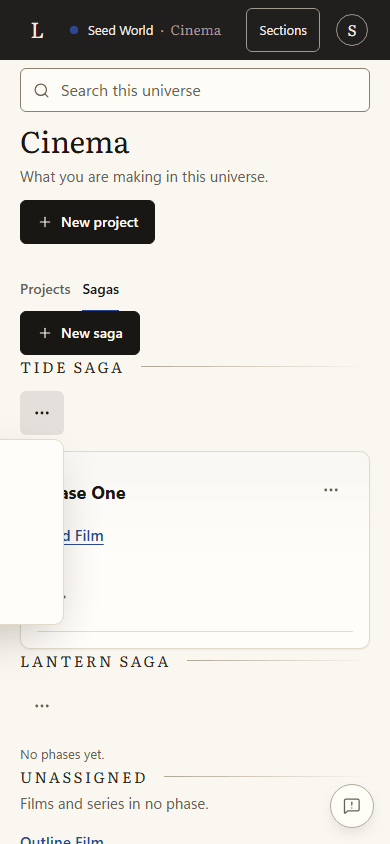 L
Seed World · Cinema
Sections
S
Search this universe
Cinema
What you are making in this universe.
New project
Projects Sagas
New saga
TIDE SAGA
One
Film
LANTERN SAGA
No phases yet.
UNASSIGNED
Films and series in no phase.
Outline Film